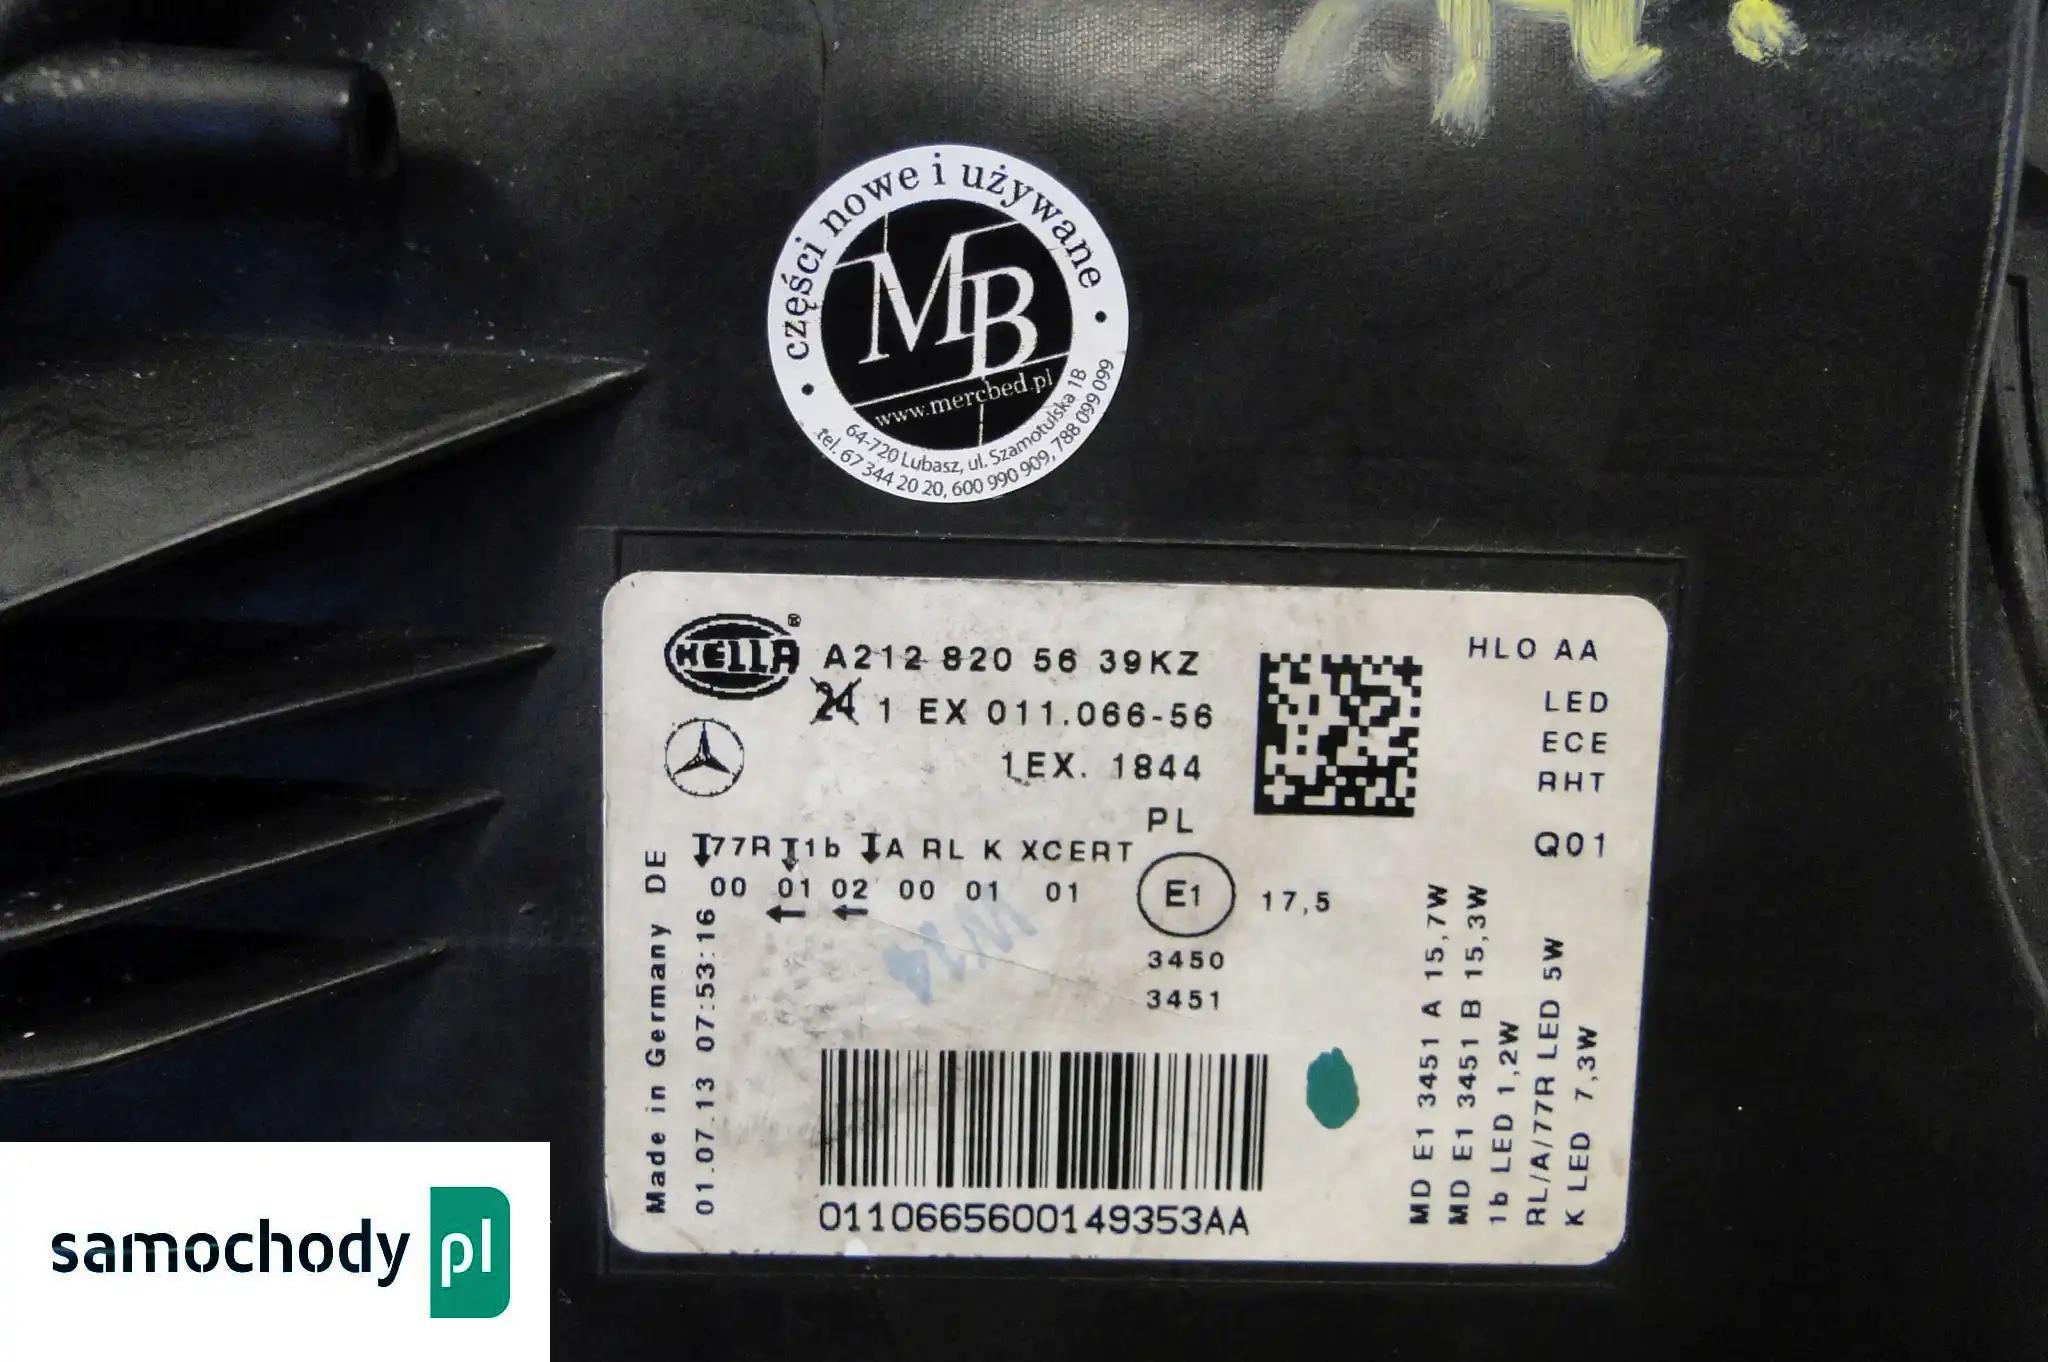 części nowe i używane
MB
www.mercbed.pl
64-720 Lubasz, ul. Szamotulska 1B
tel. 67 344 20 20, 600 990 909, 788 099 099
HELLA®
A212 820 56 39KZ
24 1 EX 011.066-56
1EX. 1844
HLO AA
LED
ECE
RHT
Q01
PL
77R 1b A RL K XCERT
00 01 02 00 01 01
E1 17,5
3450
3451
Made in Germany DE
01.07.13 07:53:16
MD E1 3451 A 15,7W
MD E1 3451 B 15,3W
1b LED 1,2W
RL/A/77R LED 5W
K LED 7,3W
0110665600149353AA
samochody pl